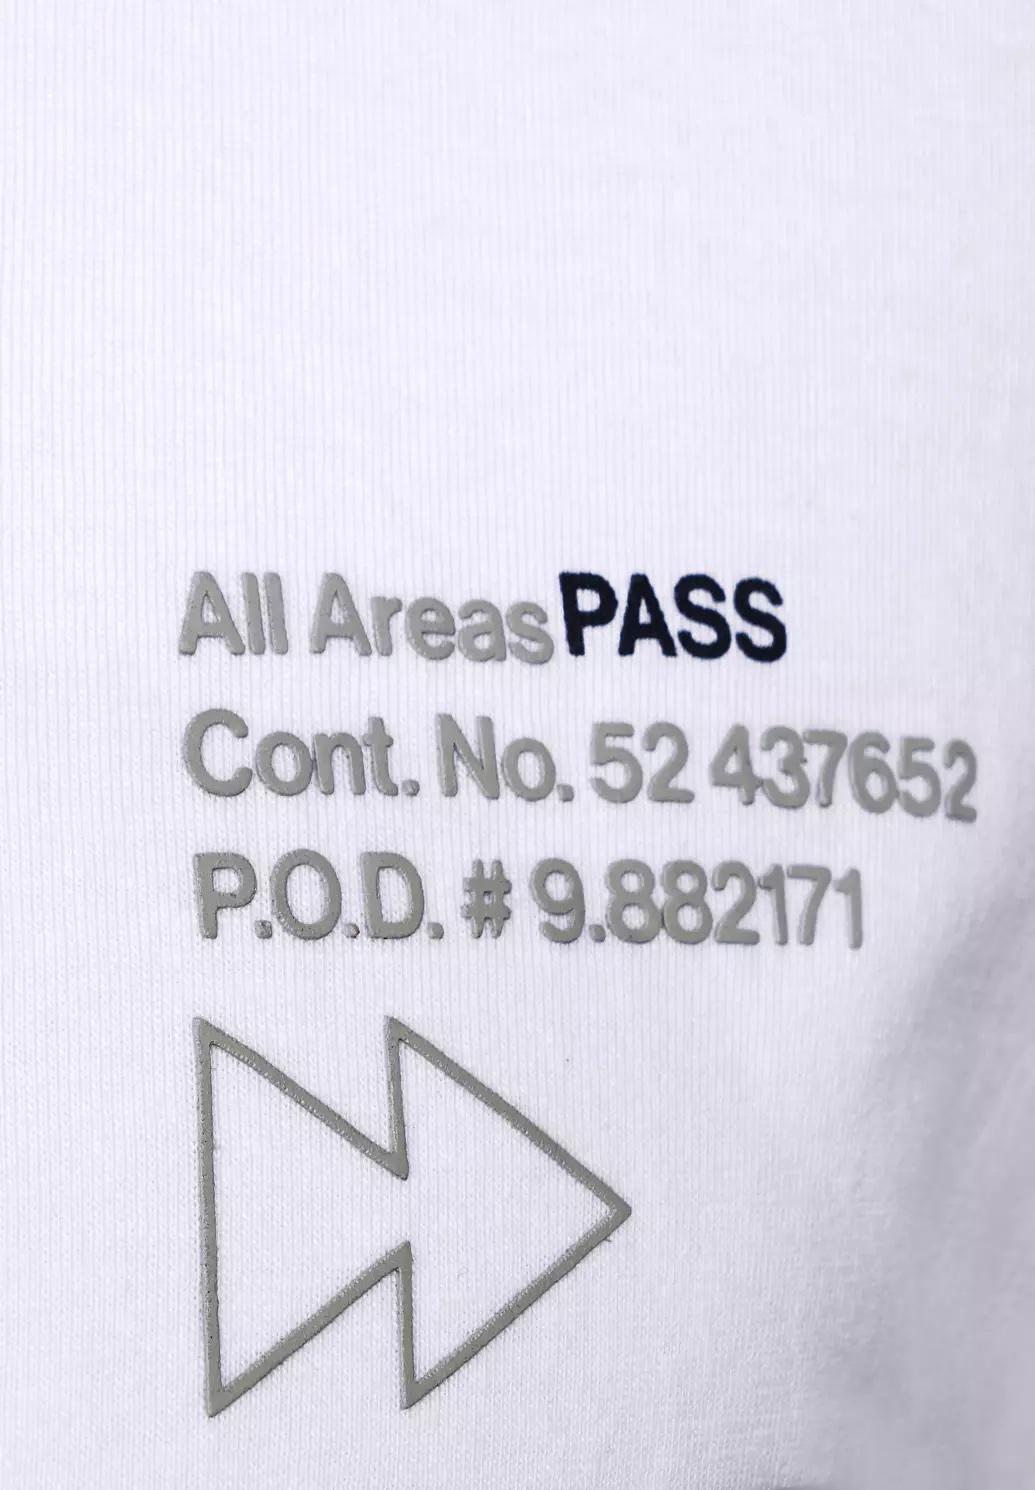 All Areas PASS
Cont. No. 52 437652
P.O.D. # 9.882171